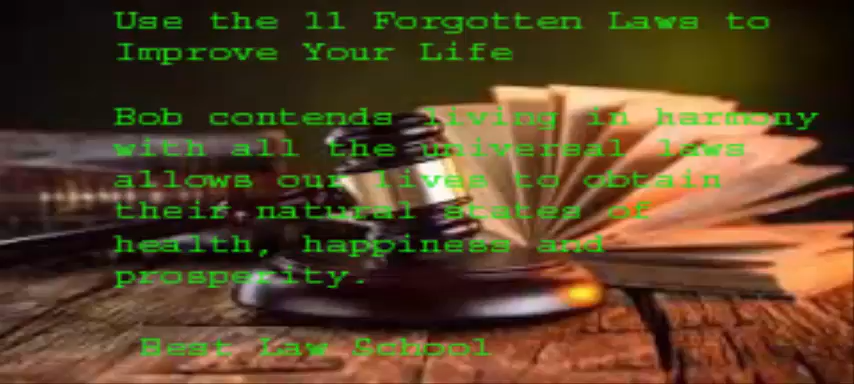 Use the 11 Forgotten Laws to
Improve Your Life
Bob contends living in harmony
with all the universal laws
allows our lives to obtain
their natural states of
health, happiness and
prosperity.
Best Law School